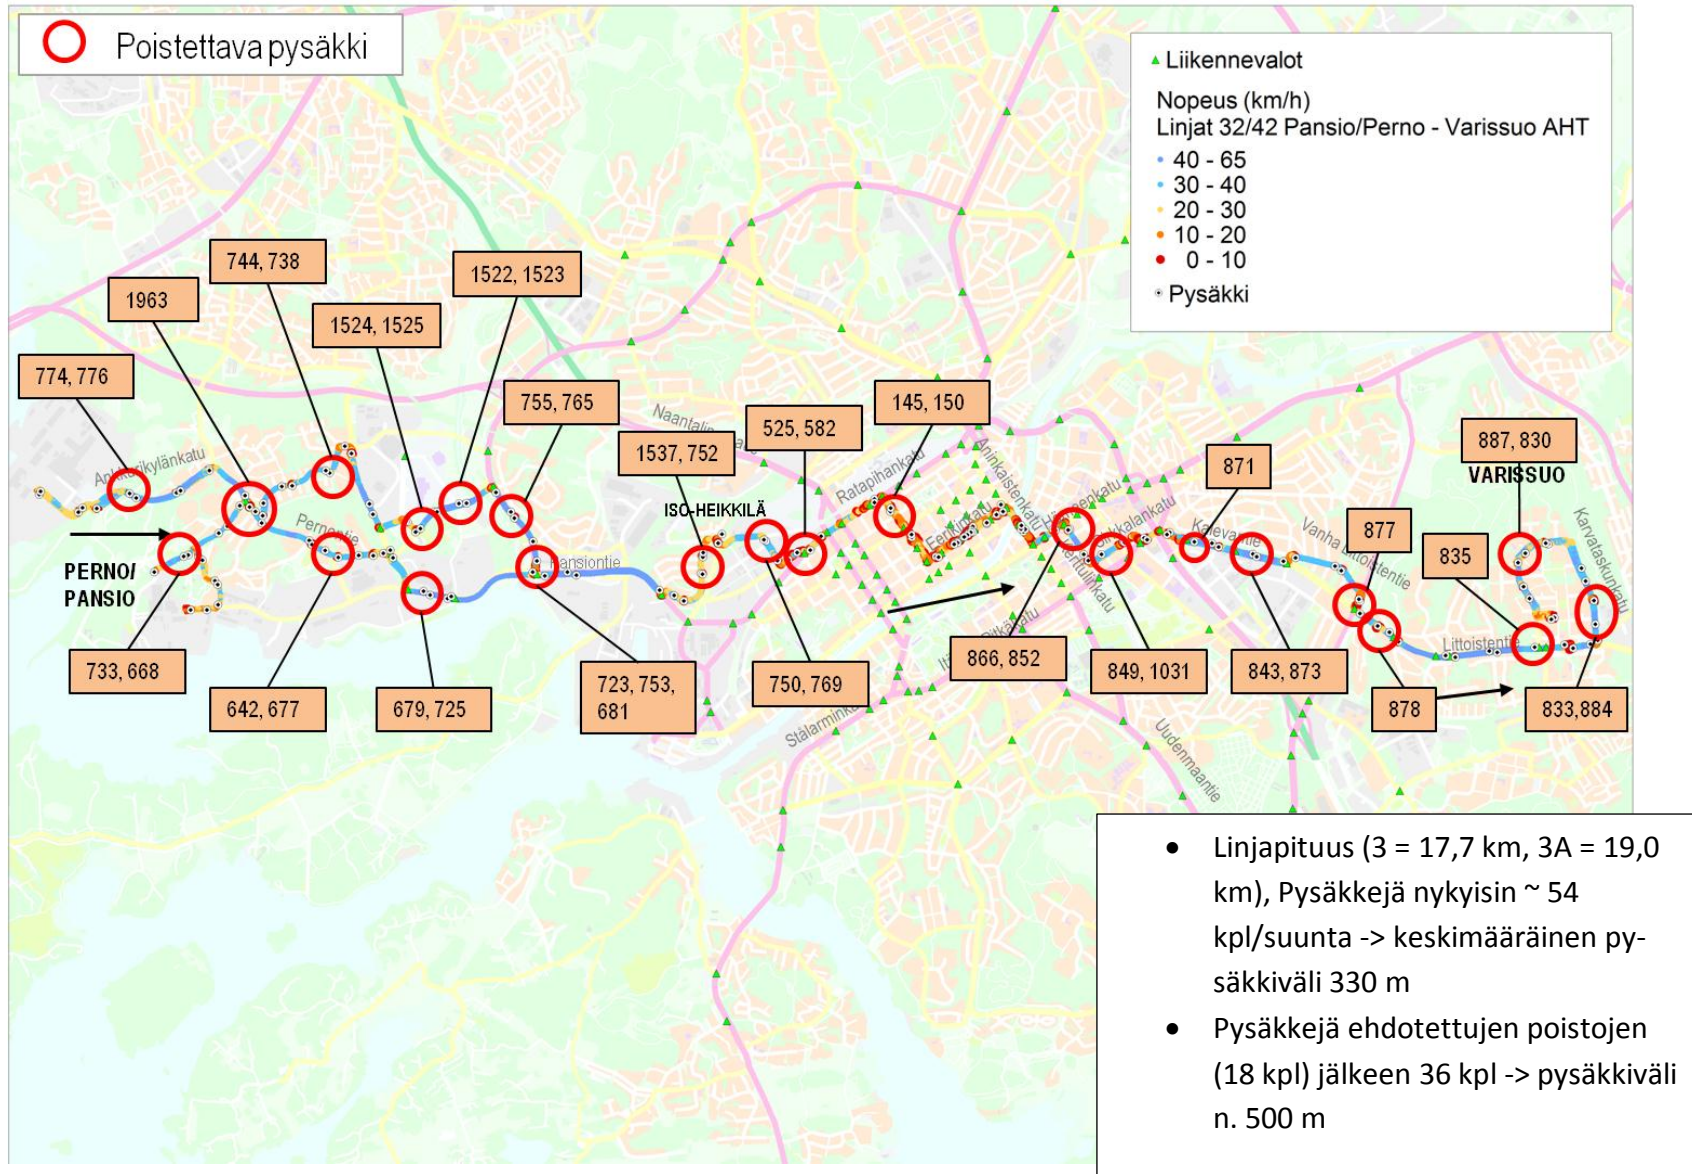 Poistettava pysäkki
Liikennevalot
Nopeus (km/h)
Linjat 32/42 Pansio/Perno - Varissuo AHT
40 - 65
30 - 40
20 - 30
10 - 20
0 - 10
Pysäkki
744, 738
1522, 1523
1963
1524, 1525
774, 776
755, 765
145, 150
525, 582
1537, 752
887, 830
VARISSUO
871
877
835
Ankkurikylänkatu
Pernontie
Ratapihankatu
ISO-HEIKKILÄ
Aninkaistenkatu
Eerikinkatu
Kalevantie
Vanha Littoistentie
Karvataskunkatu
Pansiontie
PERNO/
PANSIO
Littoistentie
733, 668
642, 677
679, 725
723, 753,
681
750, 769
866, 852
849, 1031
843, 873
878
833,884
Uudenmaantie
• Linjapituus (3 = 17,7 km, 3A = 19,0
km), Pysäkkejä nykyisin ~ 54
kpl/suunta -> keskimääräinen py-
säkkiväli 330 m
• Pysäkkejä ehdotettujen poistojen
(18 kpl) jälkeen 36 kpl -> pysäkkiväli
n. 500 m